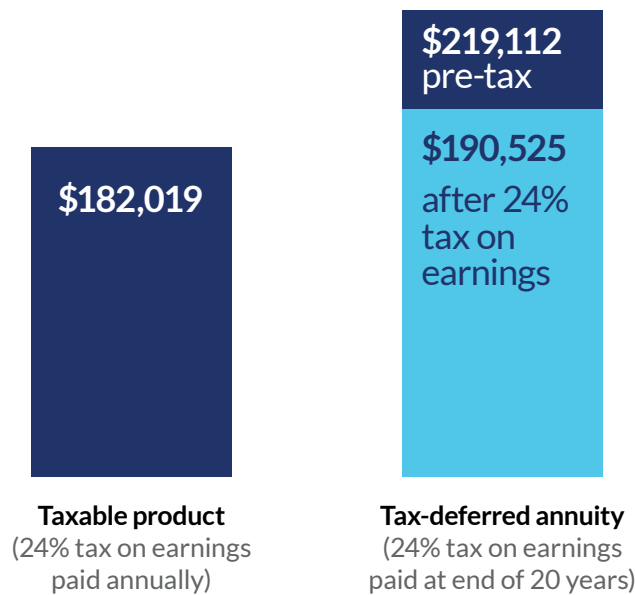 $182,019
$219,112
pre-tax
$190,525
after 24%
tax on
earnings
Taxable product
(24% tax on earnings
paid annually)
Tax-deferred annuity
(24% tax on earnings
paid at end of 20 years)